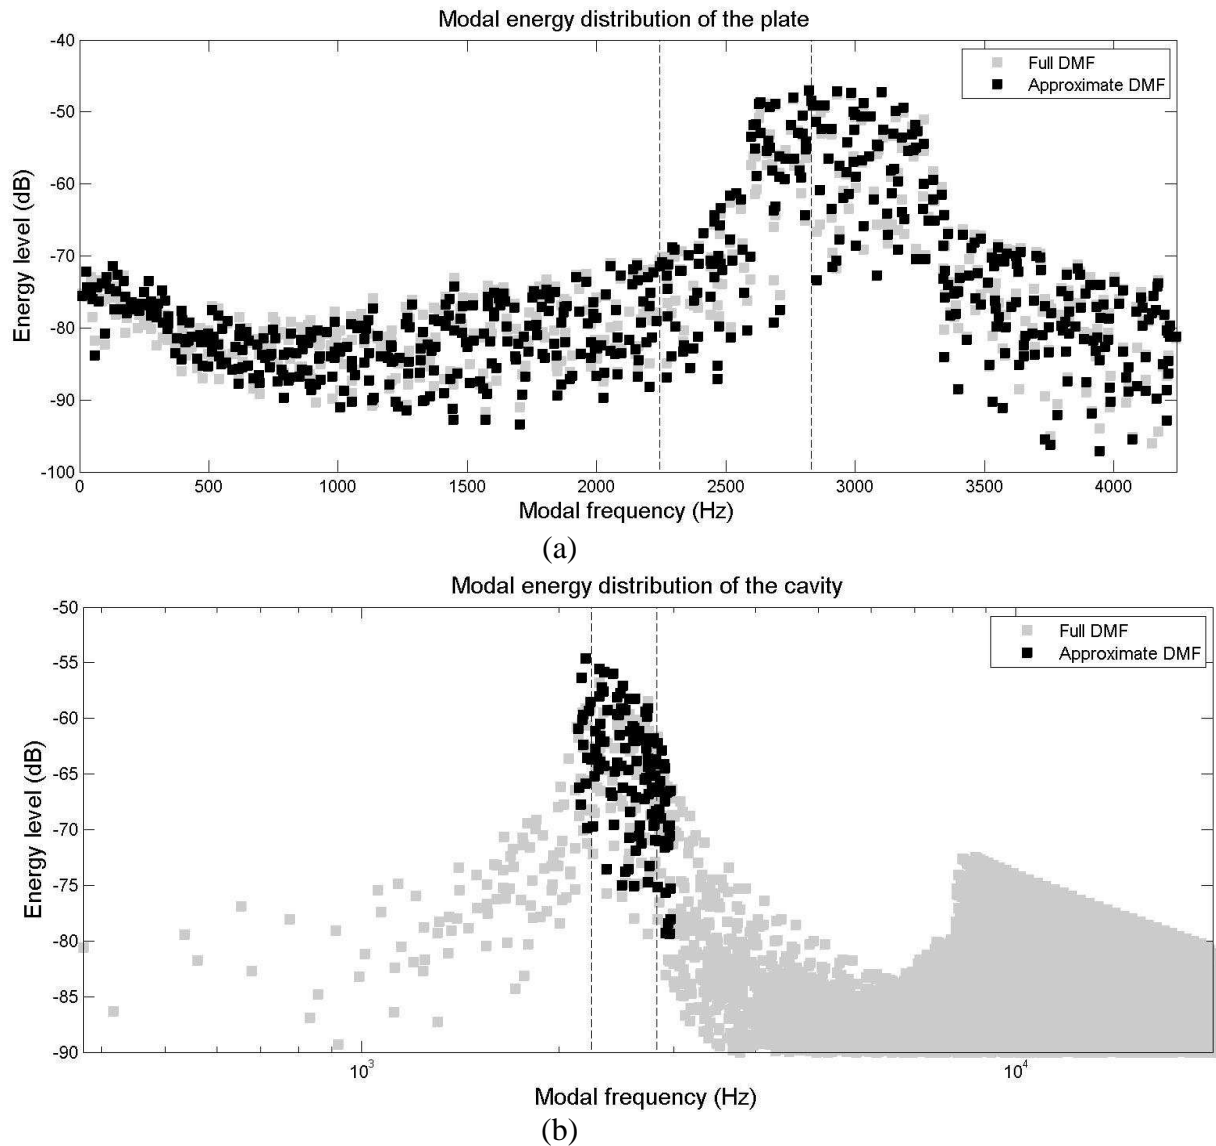 Modal energy distribution of the plate
-40
-50
-60
-70
-80
-90
-100
Energy level (dB)
Full DMF
Approximate DMF
0 500 1000 1500 2000 2500 3000 3500 4000
Modal frequency (Hz)
(a)
Modal energy distribution of the cavity
-50
-55
-60
-65
-70
-75
-80
-85
-90
Energy level (dB)
Full DMF
Approximate DMF
10³ 10⁴
Modal frequency (Hz)
(b)